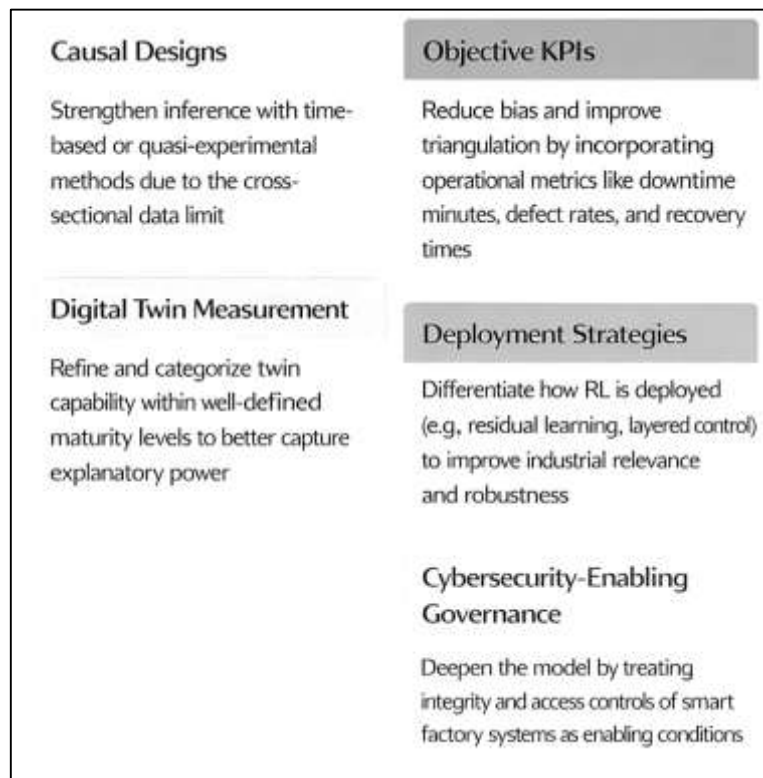 Causal Designs
Strengthen inference with time-
based or quasi-experimental
methods due to the cross-
sectional data limit
Digital Twin Measurement
Refine and categorize twin
capability within well-defined
maturity levels to better capture
explanatory power
Objective KPIs
Reduce bias and improve
triangulation by incorporating
operational metrics like downtime
minutes, defect rates, and recovery
times
Deployment Strategies
Differentiate how RL is deployed
(e.g., residual learning, layered control)
to improve industrial relevance
and robustness
Cybersecurity-Enabling
Governance
Deepen the model by treating
integrity and access controls of smart
factory systems as enabling conditions